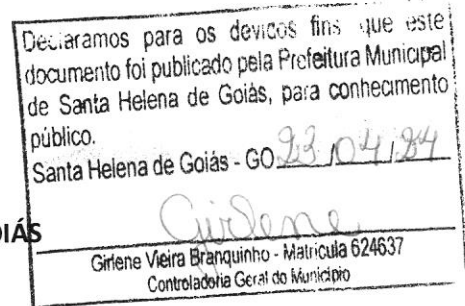 Declaramos para os devidos fins que este
documento foi publicado pela Prefeitura Municipal
de Santa Helena de Goiás, para conhecimento
público.
Santa Helena de Goiás - GO 23/04/24
Girlene
OIÁS
Girlene Vieira Branquinho - Matricula 624637
Controladoria Geral do Município